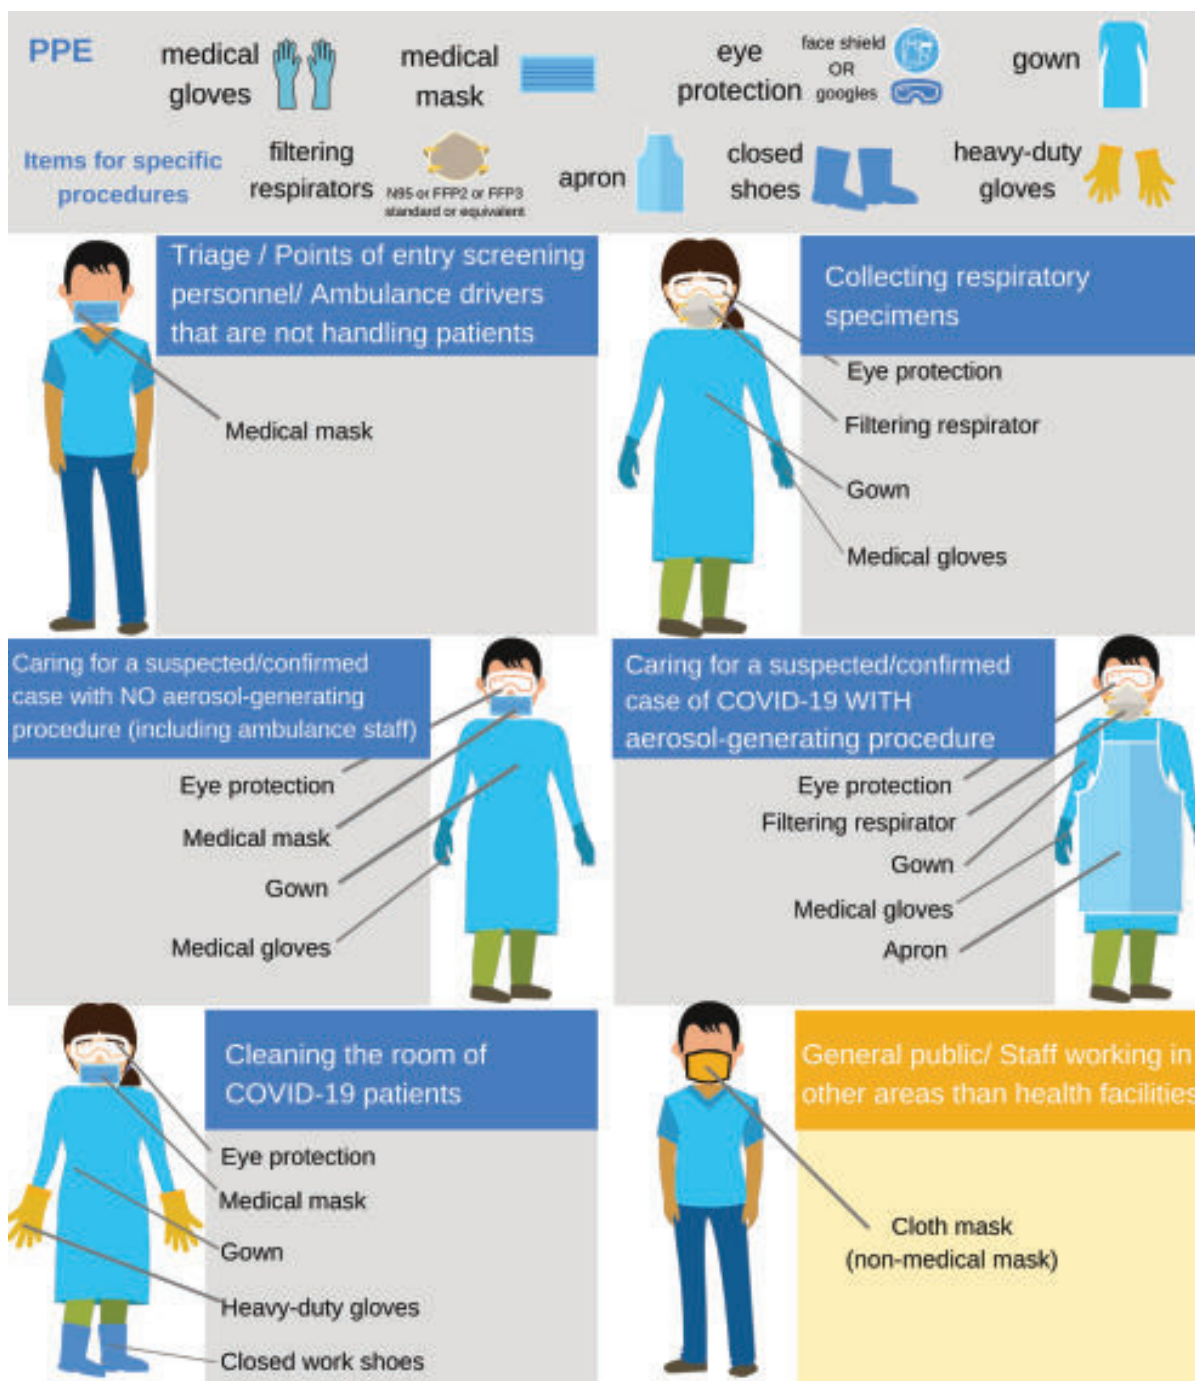 PPE
medical
gloves
medical
mask
eye
protection
face shield
OR
googles
gown
Items for specific
procedures
filtering
respirators
N95 or FFP2 or FFP3
standard or equivalent
apron
closed
shoes
heavy-duty
gloves
Triage / Points of entry screening
personnel/ Ambulance drivers
that are not handling patients
Medical mask
Collecting respiratory
specimens
Eye protection
Filtering respirator
Gown
Medical gloves
Caring for a suspected/confirmed
case with NO aerosol-generating
procedure (including ambulance staff)
Eye protection
Medical mask
Gown
Medical gloves
Caring for a suspected/confirmed
case of COVID-19 WITH
aerosol-generating procedure
Eye protection
Filtering respirator
Gown
Medical gloves
Apron
Cleaning the room of
COVID-19 patients
Eye protection
Medical mask
Gown
Heavy-duty gloves
Closed work shoes
General public/ Staff working in
other areas than health facilities
Cloth mask
(non-medical mask)